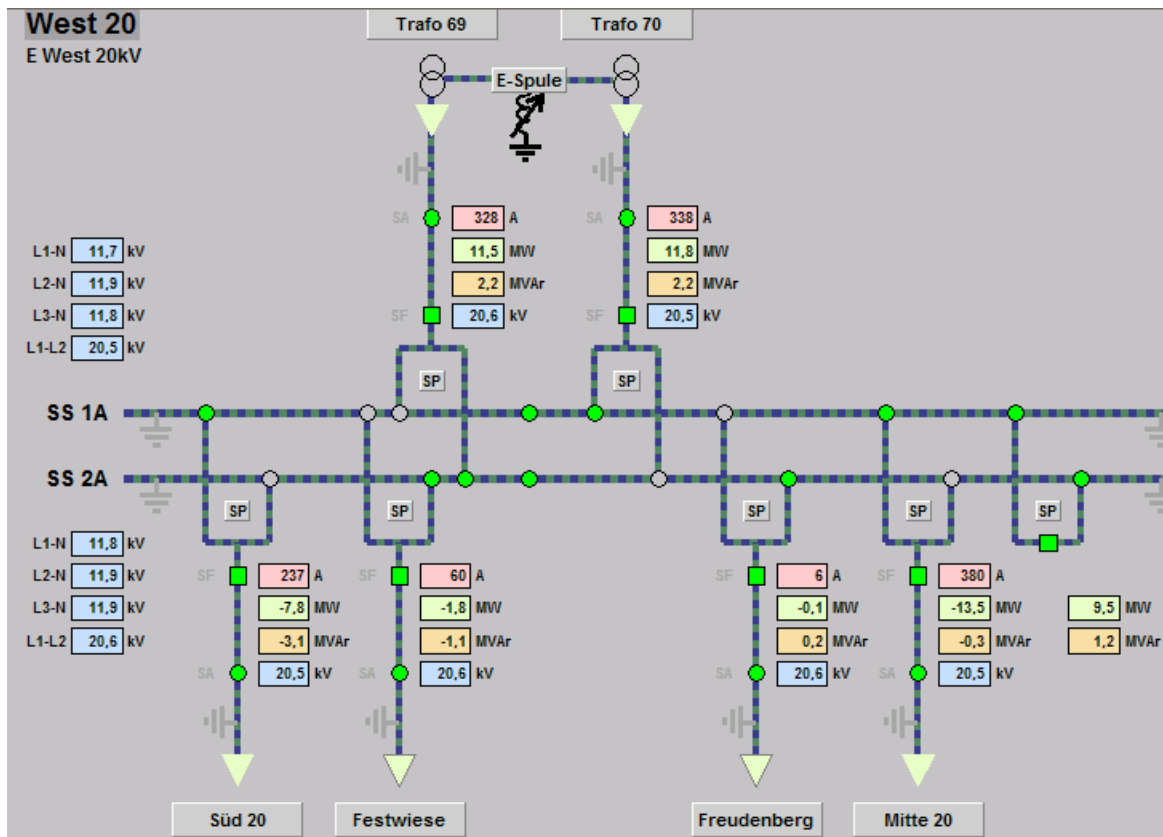 West 20
E West 20kV
Trafo 69
Trafo 70
E-Spule
SA 328 A
SA 338 A
11,5 MW
11,8 MW
2,2 MVAr
2,2 MVAr
SF 20,6 kV
SF 20,5 kV
L1-N 11,7 kV
L2-N 11,9 kV
L3-N 11,8 kV
L1-L2 20,5 kV
SP
SP
SS 1A
SS 2A
SP
SP
SP
SP
SP
L1-N 11,8 kV
L2-N 11,9 kV
L3-N 11,9 kV
L1-L2 20,6 kV
SF 237 A
-7,8 MW
-3,1 MVAr
SA 20,5 kV
SF 60 A
-1,8 MW
-1,1 MVAr
SA 20,6 kV
SF 6 A
-0,1 MW
0,2 MVAr
SA 20,6 kV
SF 380 A
-13,5 MW
-0,3 MVAr
SA 20,5 kV
9,5 MW
1,2 MVAr
Süd 20
Festwiese
Freudenberg
Mitte 20